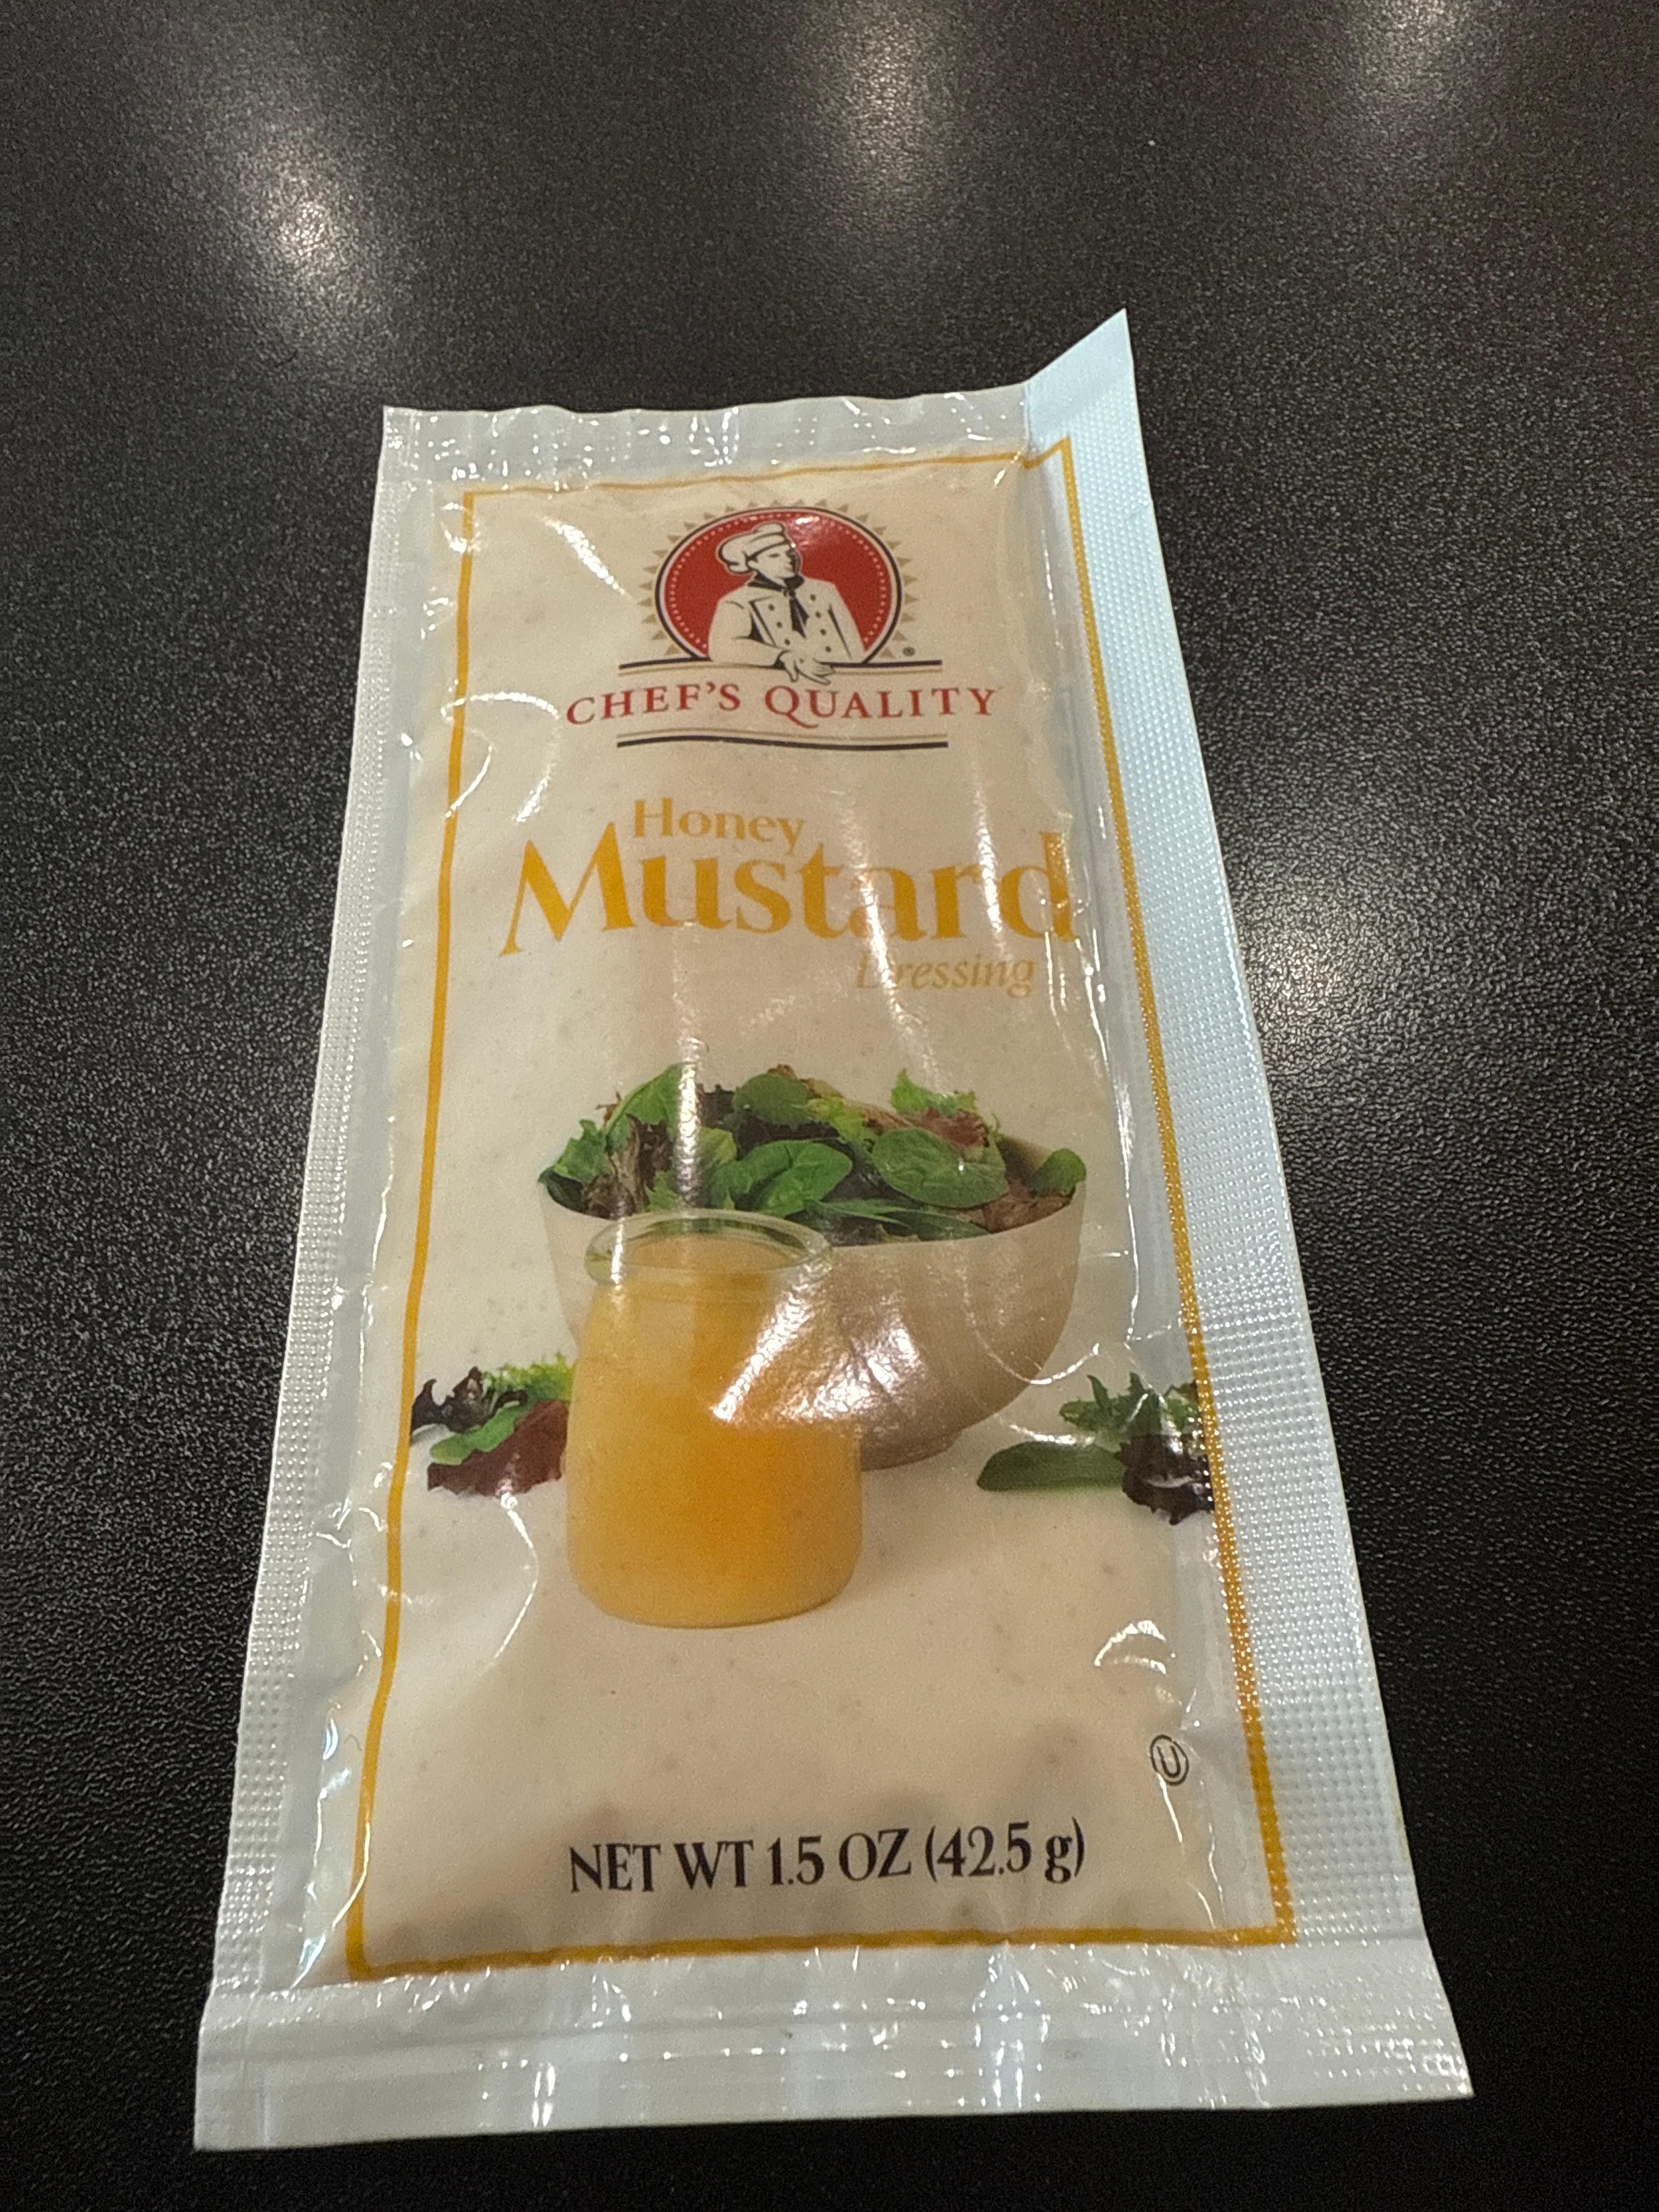 ®
CHEF'S QUALITY
Honey
Mustard
Dressing
U
NET WT 1.5 OZ (42.5 g)